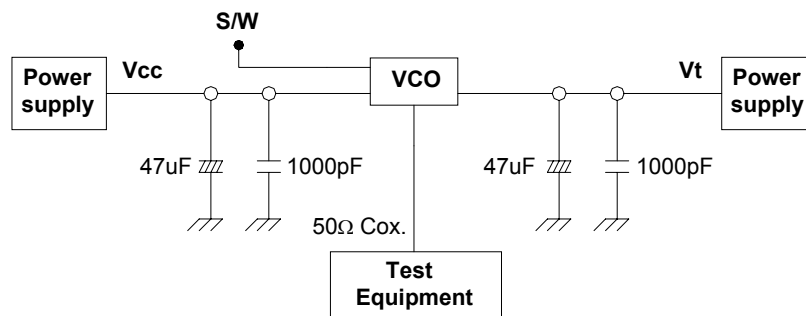 S/W
Power
supply
Vcc
VCO
Vt
Power
supply
47uF
1000pF
47uF
1000pF
50Ω Cox.
Test
Equipment